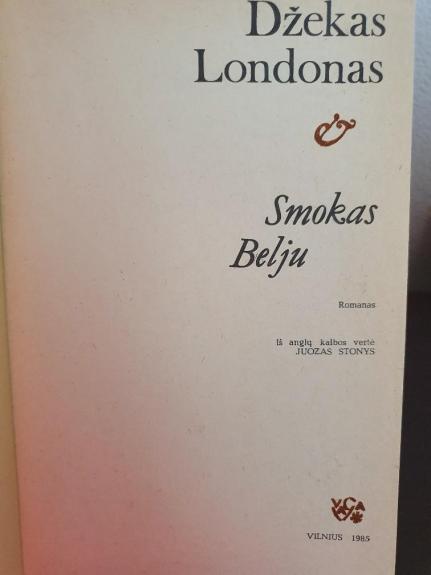 Džekas
Londonas
&
Smokas
Belju
Romanas
Iš anglų kalbos vertė
JUOZAS STONYS
VILNIUS 1985